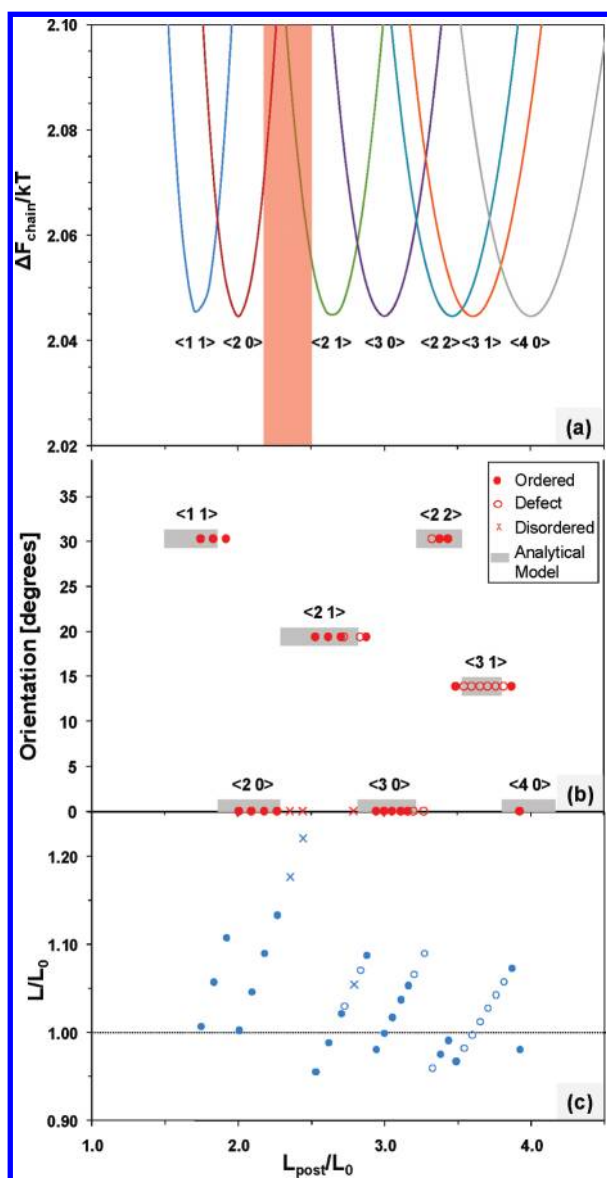 2.10
2.08
2.06
2.04
2.02
ΔF_chain/kT
<1 1> <2 0> <2 1> <3 0> <2 2> <3 1> <4 0>
(a)
35
30
25
20
15
10
5
0
Orientation [degrees]
Ordered
Defect
Disordered
Analytical
Model
<1 1>
<2 2>
<2 1>
<3 1>
<2 0>
<3 0>
<4 0>
(b)
1.20
1.10
1.00
0.90
L/L₀
(c)
1.0 2.0 3.0 4.0
L_post/L₀